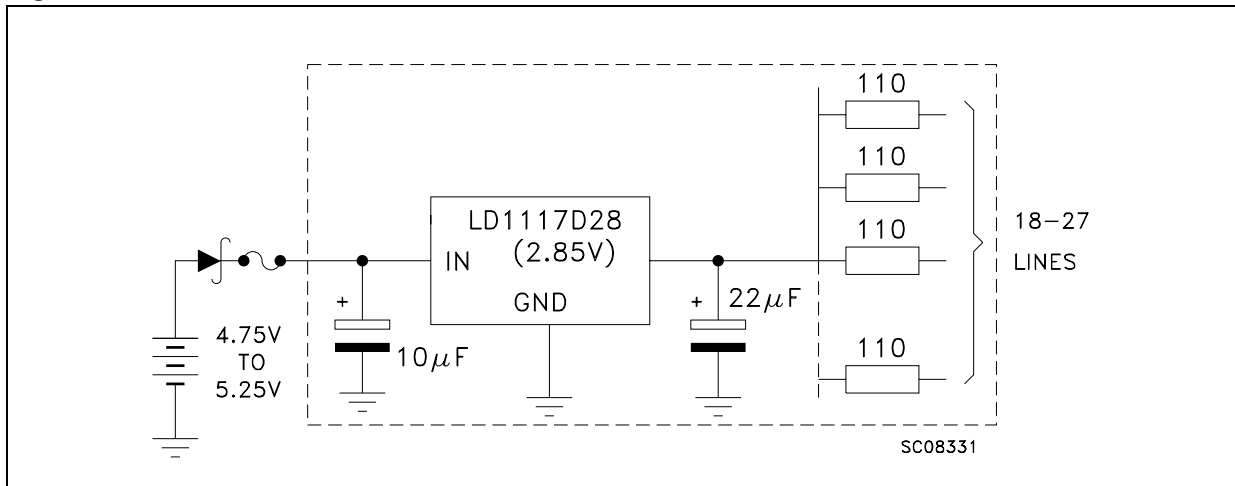 110
110
LD1117D28
(2.85V)
110
18-27
LINES
IN
GND
+
+
22μF
4.75V
TO
5.25V
10μF
110
SC08331